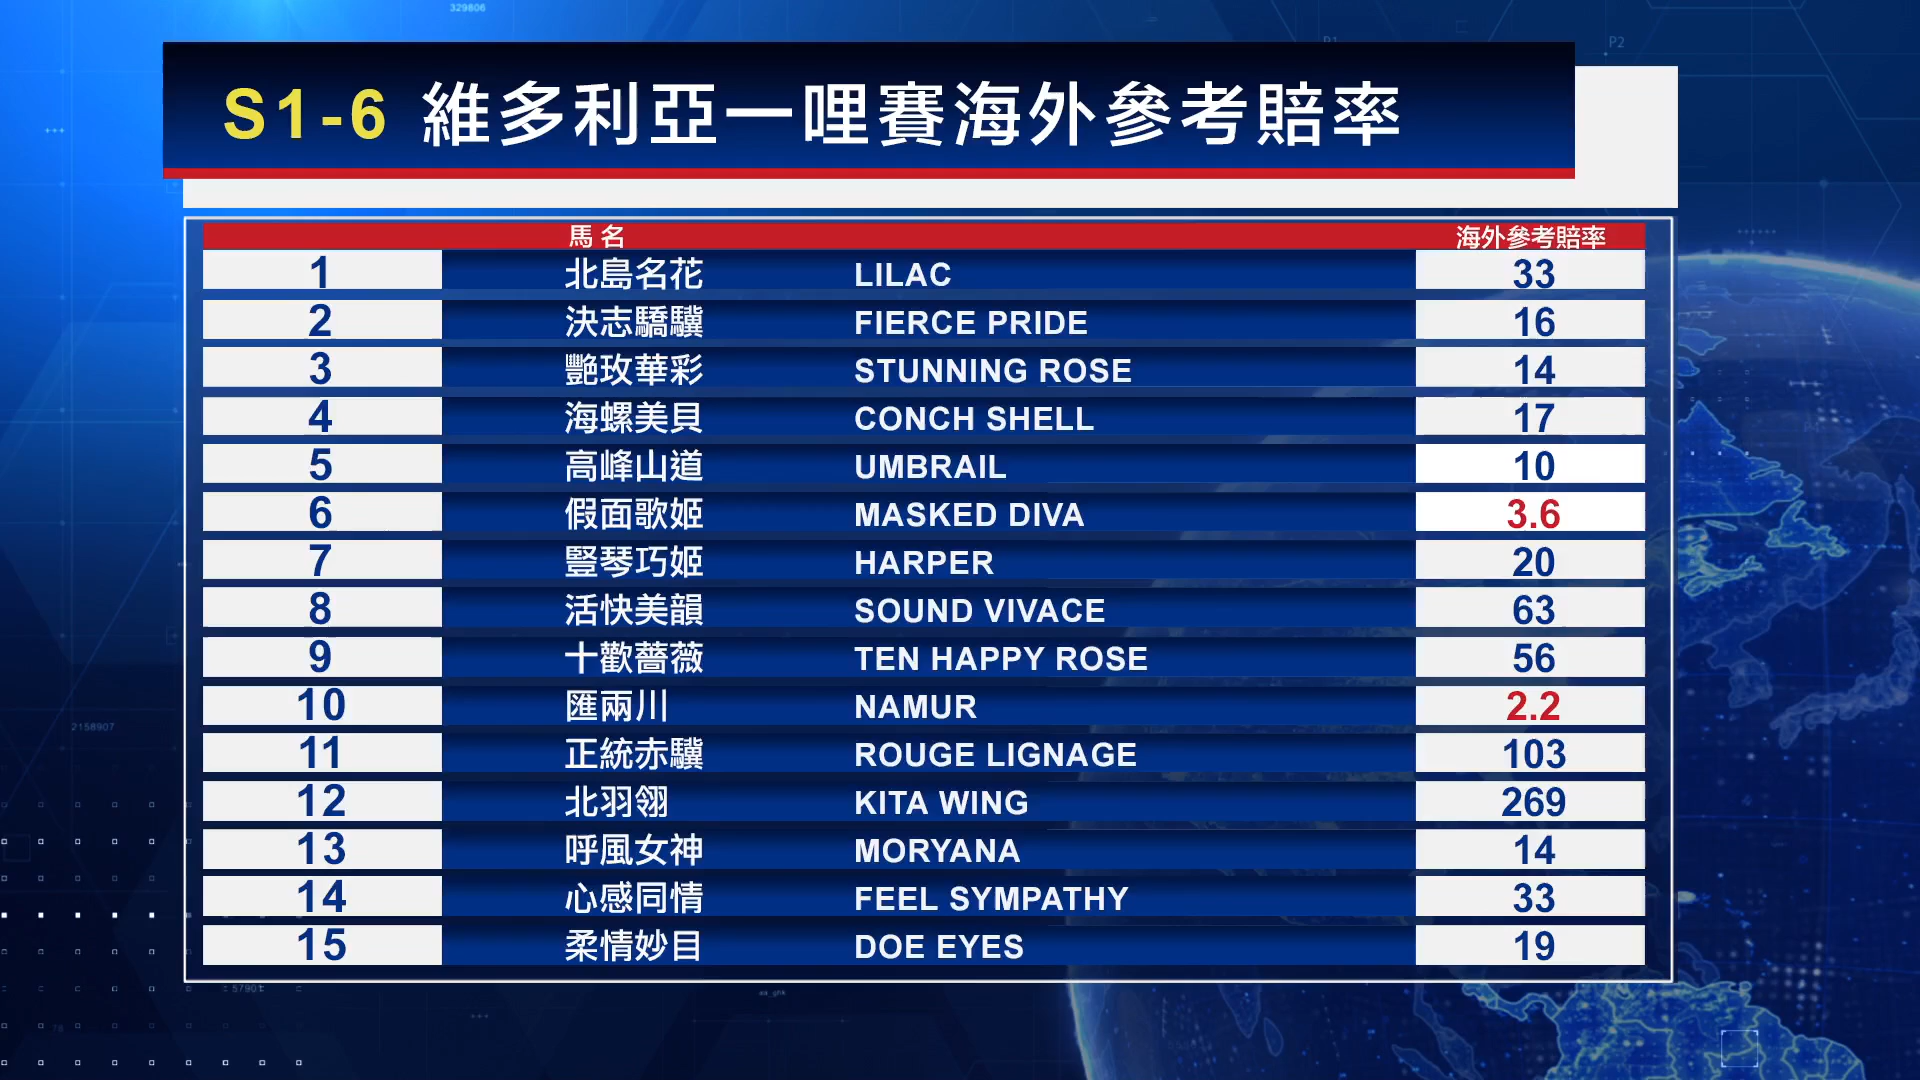 329806
P1
P2
S1-6 維多利亞一哩賽海外參考賠率
馬名 海外參考賠率
1 北島名花 LILAC 33
2 決志驕驥 FIERCE PRIDE 16
3 艷玫華彩 STUNNING ROSE 14
4 海螺美貝 CONCH SHELL 17
5 高峰山道 UMBRAIL 10
6 假面歌姬 MASKED DIVA 3.6
7 豎琴巧姬 HARPER 20
8 活快美韻 SOUND VIVACE 63
9 十歡薔薇 TEN HAPPY ROSE 56
10 匯兩川 NAMUR 2.2
2158907
11 正統赤驥 ROUGE LIGNAGE 103
12 北羽翎 KITA WING 269
13 呼風女神 MORYANA 14
14 心感同情 FEEL SYMPATHY 33
15 柔情妙目 DOE EYES 19
57901